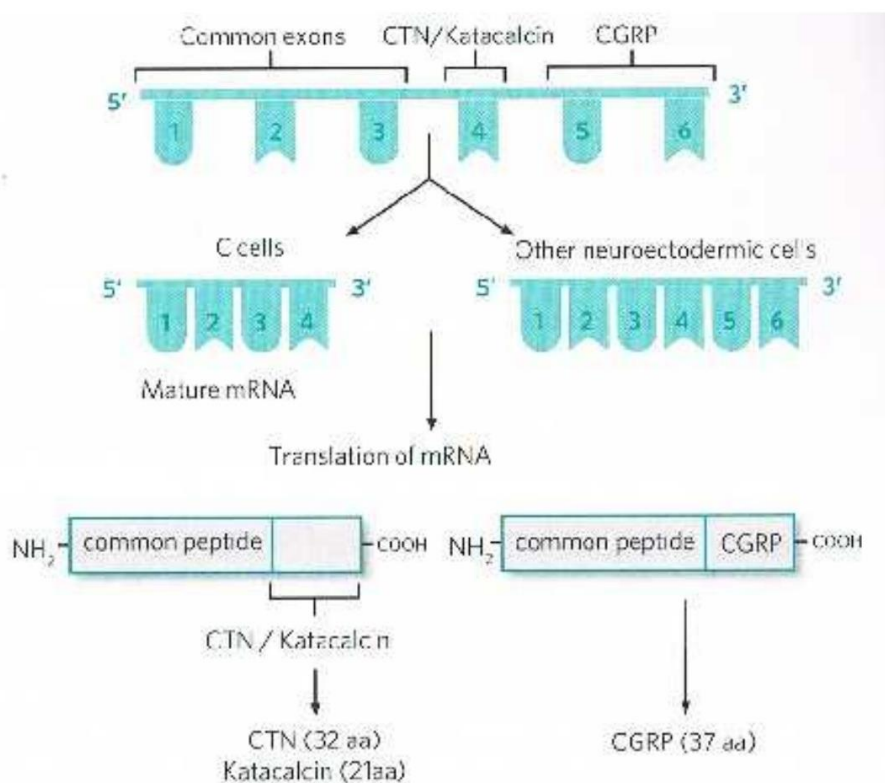 Common exons
CTN/Katacalcin
CGRP
5′
3′
1
2
3
4
5
6
C cells
Other neuroectodermic cells
5′
3′
5′
3′
1
2
3
4
1
2
3
4
5
6
Mature mRNA
Translation of mRNA
NH2
common peptide
COOH
NH2
common peptide
CGRP
COOH
CTN / Katacalcin
CTN (32 aa)
Katacalcin (21aa)
CGRP (37 aa)